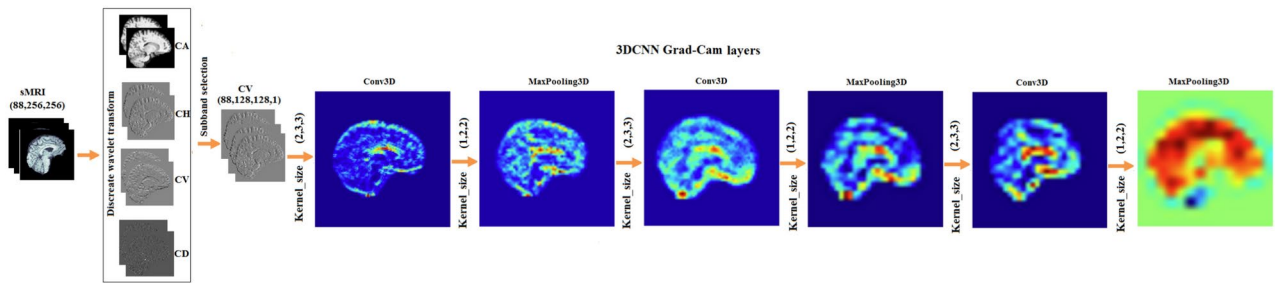 3DCNN Grad-Cam layers
sMRI
(88,256,256)
Discreate wavelet transform
CA
CH
CV
CD
Subband selection
CV
(88,128,128,1)
Kernel_size (2,3,3)
Conv3D
Kernel_size (1,2,2)
MaxPooling3D
Kernel_size (2,3,3)
Conv3D
Kernel_size (1,2,2)
MaxPooling3D
Kernel_size (2,3,3)
Conv3D
Kernel_size (1,2,2)
MaxPooling3D